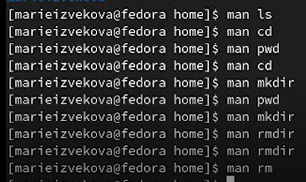 [marieizvekova@fedora home]$ man ls
[marieizvekova@fedora home]$ man cd
[marieizvekova@fedora home]$ man pwd
[marieizvekova@fedora home]$ man cd
[marieizvekova@fedora home]$ man mkdir
[marieizvekova@fedora home]$ man pwd
[marieizvekova@fedora home]$ man mkdir
[marieizvekova@fedora home]$ man rmdir
[marieizvekova@fedora home]$ man rmdir
[marieizvekova@fedora home]$ man rm